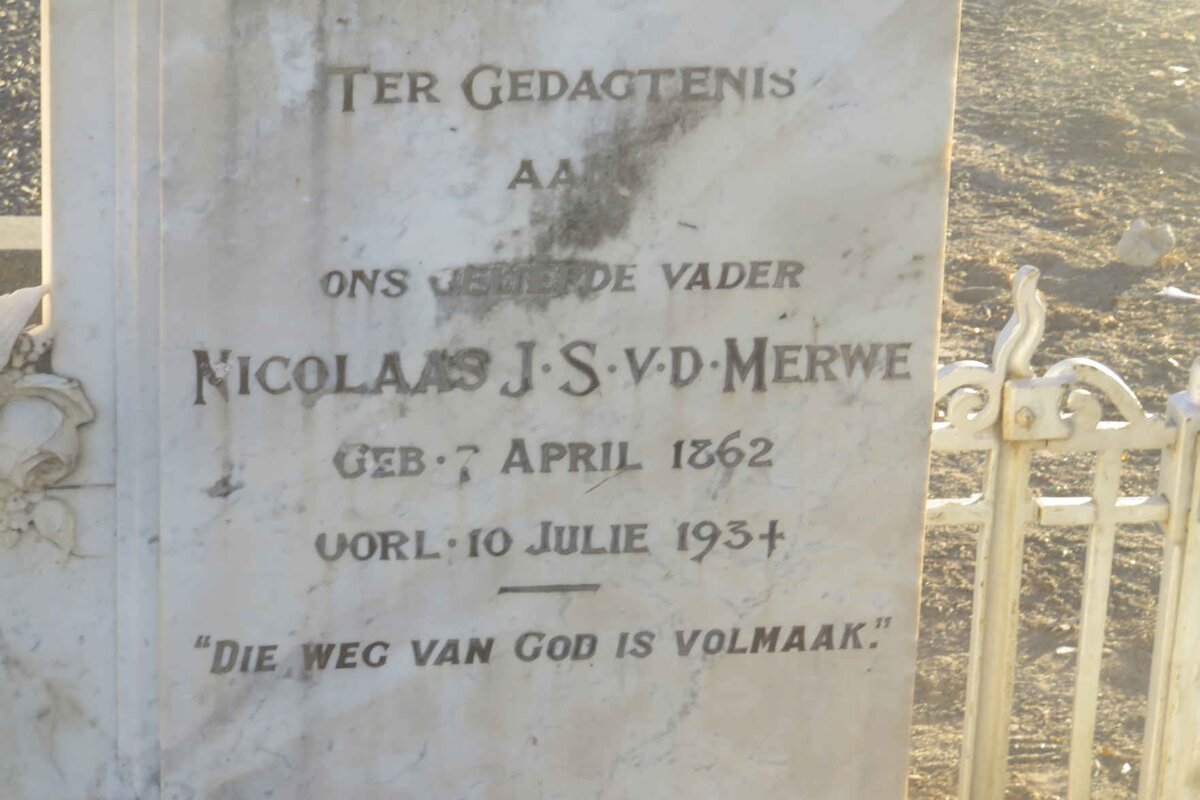 TER GEDAGTENIS
AAN
ONS GELIEFDE VADER
NICOLAAS J·S·V·D·MERWE
GEB·7 APRIL 1862
OORL·10 JULIE 1934
"DIE WEG VAN GOD IS VOLMAAK."